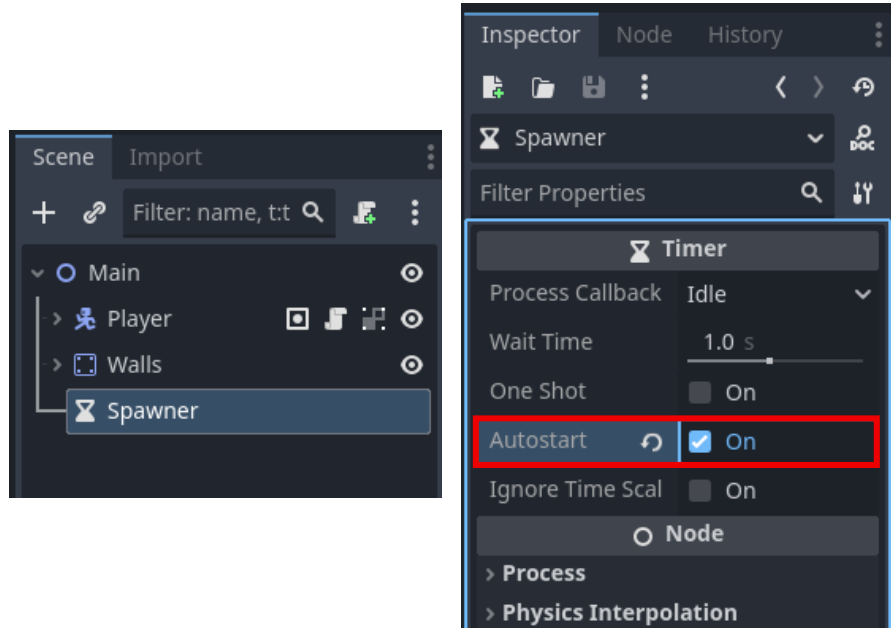 Scene Import
Filter: name, t:t
Main
Player
Walls
Spawner
Inspector Node History
Spawner
DOC
Filter Properties
Timer
Process Callback Idle
Wait Time 1.0 s
One Shot On
Autostart On
Ignore Time Scal On
Node
Process
Physics Interpolation